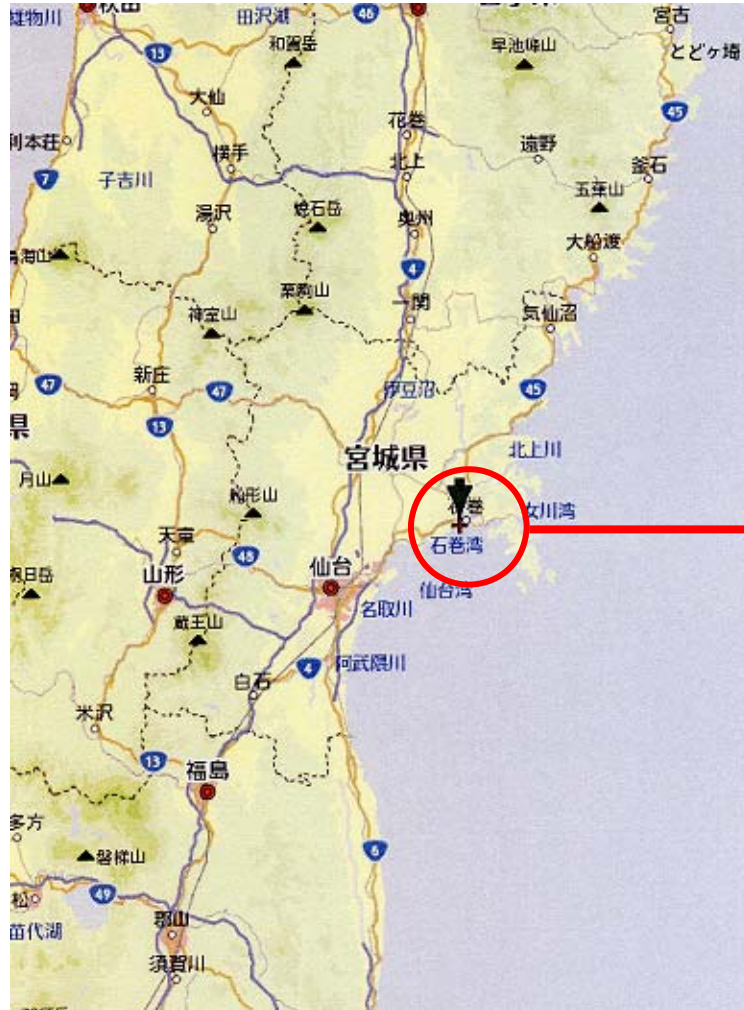 秋田
雄物川
田沢湖
46
宮古
とどヶ埼
13
和賀岳
早池峰山
大仙
花巻
45
利本荘
横手
遠野
北上
釜石
7
子吉川
五葉山
湯沢
焼石岳
奥州
大船渡
鳥海山
4
栗駒山
一関
神室山
気仙沼
伊豆沼
47
新庄
47
45
13
県
宮城県
北上川
月山
船形山
石巻
女川湾
天童
石巻湾
48
仙台
山形
朝日岳
名取川
仙台湾
蔵王山
阿武隈川
4
白石
米沢
13
福島
多方
6
磐梯山
49
松
苗代湖
郡山
須賀川